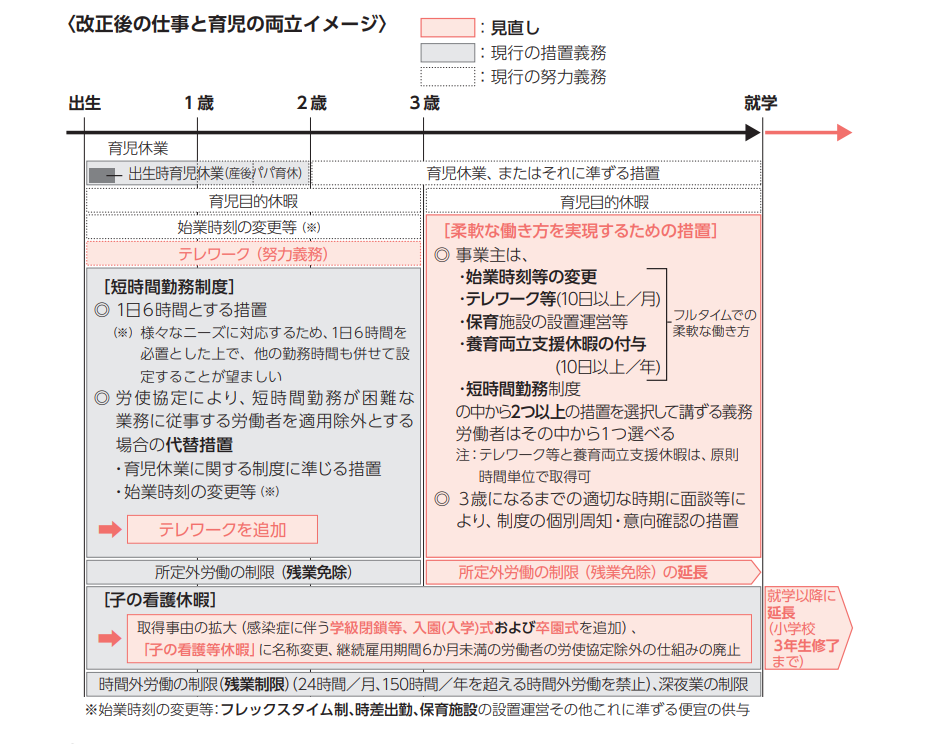 〈改正後の仕事と育児の両立イメージ〉
：見直し
：現行の措置義務
：現行の努力義務
出生
1歳
2歳
3歳
就学
育児休業
出生時育児休業(産後パパ育休)
育児休業、またはそれに準ずる措置
育児目的休暇
育児目的休暇
始業時刻の変更等（※）
テレワーク（努力義務）
［短時間勤務制度］
◎ 1日6時間とする措置
（※）様々なニーズに対応するため、1日6時間を
必置とした上で、他の勤務時間も併せて設
定することが望ましい
◎ 労使協定により、短時間勤務が困難な
業務に従事する労働者を適用除外とする
場合の代替措置
・育児休業に関する制度に準じる措置
・始業時刻の変更等（※）
テレワークを追加
［柔軟な働き方を実現するための措置］
◎ 事業主は、
・始業時刻等の変更
・テレワーク等(10日以上／月)
・保育施設の設置運営等
・養育両立支援休暇の付与
(10日以上／年)
・短時間勤務制度
フルタイムでの
柔軟な働き方
の中から2つ以上の措置を選択して講ずる義務
労働者はその中から1つ選べる
注：テレワーク等と養育両立支援休暇は、原則
時間単位で取得可
◎ 3歳になるまでの適切な時期に面談等に
より、制度の個別周知・意向確認の措置
所定外労働の制限（残業免除）
所定外労働の制限（残業免除）の延長
［子の看護休暇］
取得事由の拡大（感染症に伴う学級閉鎖等、入園(入学)式および卒園式を追加）、
「子の看護等休暇」に名称変更、継続雇用期間6か月未満の労働者の労使協定除外の仕組みの廃止
就学以降に
延長
（小学校
3年生修了
まで）
時間外労働の制限(残業制限)（24時間／月、150時間／年を超える時間外労働を禁止）、深夜業の制限
※始業時刻の変更等：フレックスタイム制、時差出勤、保育施設の設置運営その他これに準ずる便宜の供与